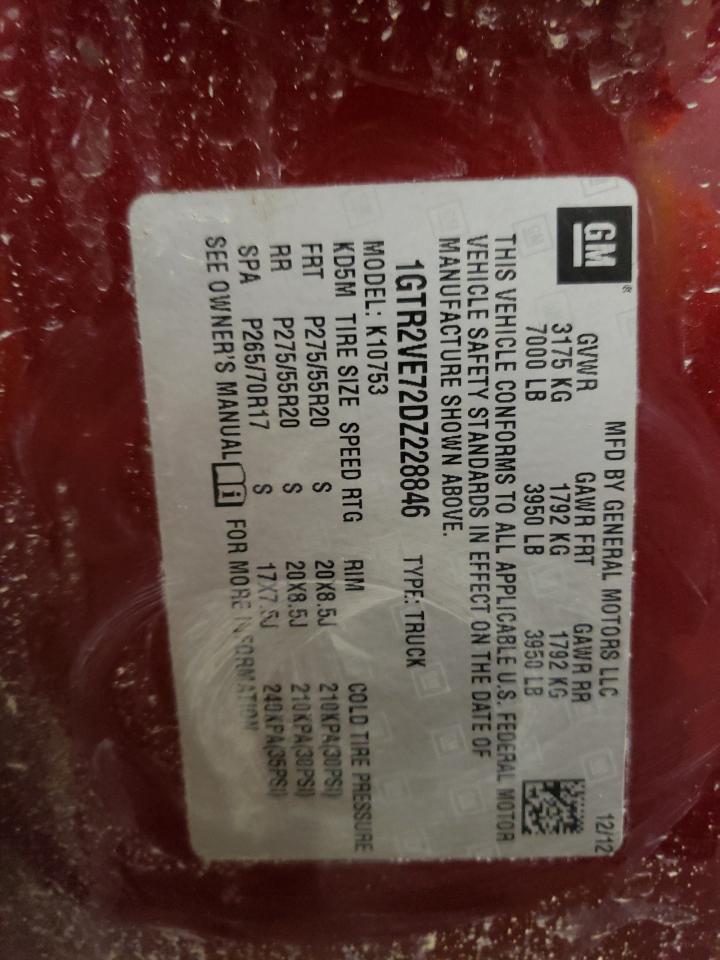 GM®
MFD BY GENERAL MOTORS LLC 12/12
GVWR GAWR FRT GAWR RR
3175 KG 1792 KG 1792 KG
7000 LB 3950 LB 3950 LB
THIS VEHICLE CONFORMS TO ALL APPLICABLE U.S. FEDERAL MOTOR
VEHICLE SAFETY STANDARDS IN EFFECT ON THE DATE OF
MANUFACTURE SHOWN ABOVE.
1GTR2VE72DZ228846 TYPE: TRUCK
MODEL: K10753
KD5M TIRE SIZE SPEED RTG RIM COLD TIRE PRESSURE
FRT P275/55R20 S 20X8.5J 210KPA(30PSI)
RR P275/55R20 S 20X8.5J 210KPA(30PSI)
SPA P265/70R17 S 17X7.5J 240KPA(35PSI)
SEE OWNER'S MANUAL i FOR MORE INFORMATION